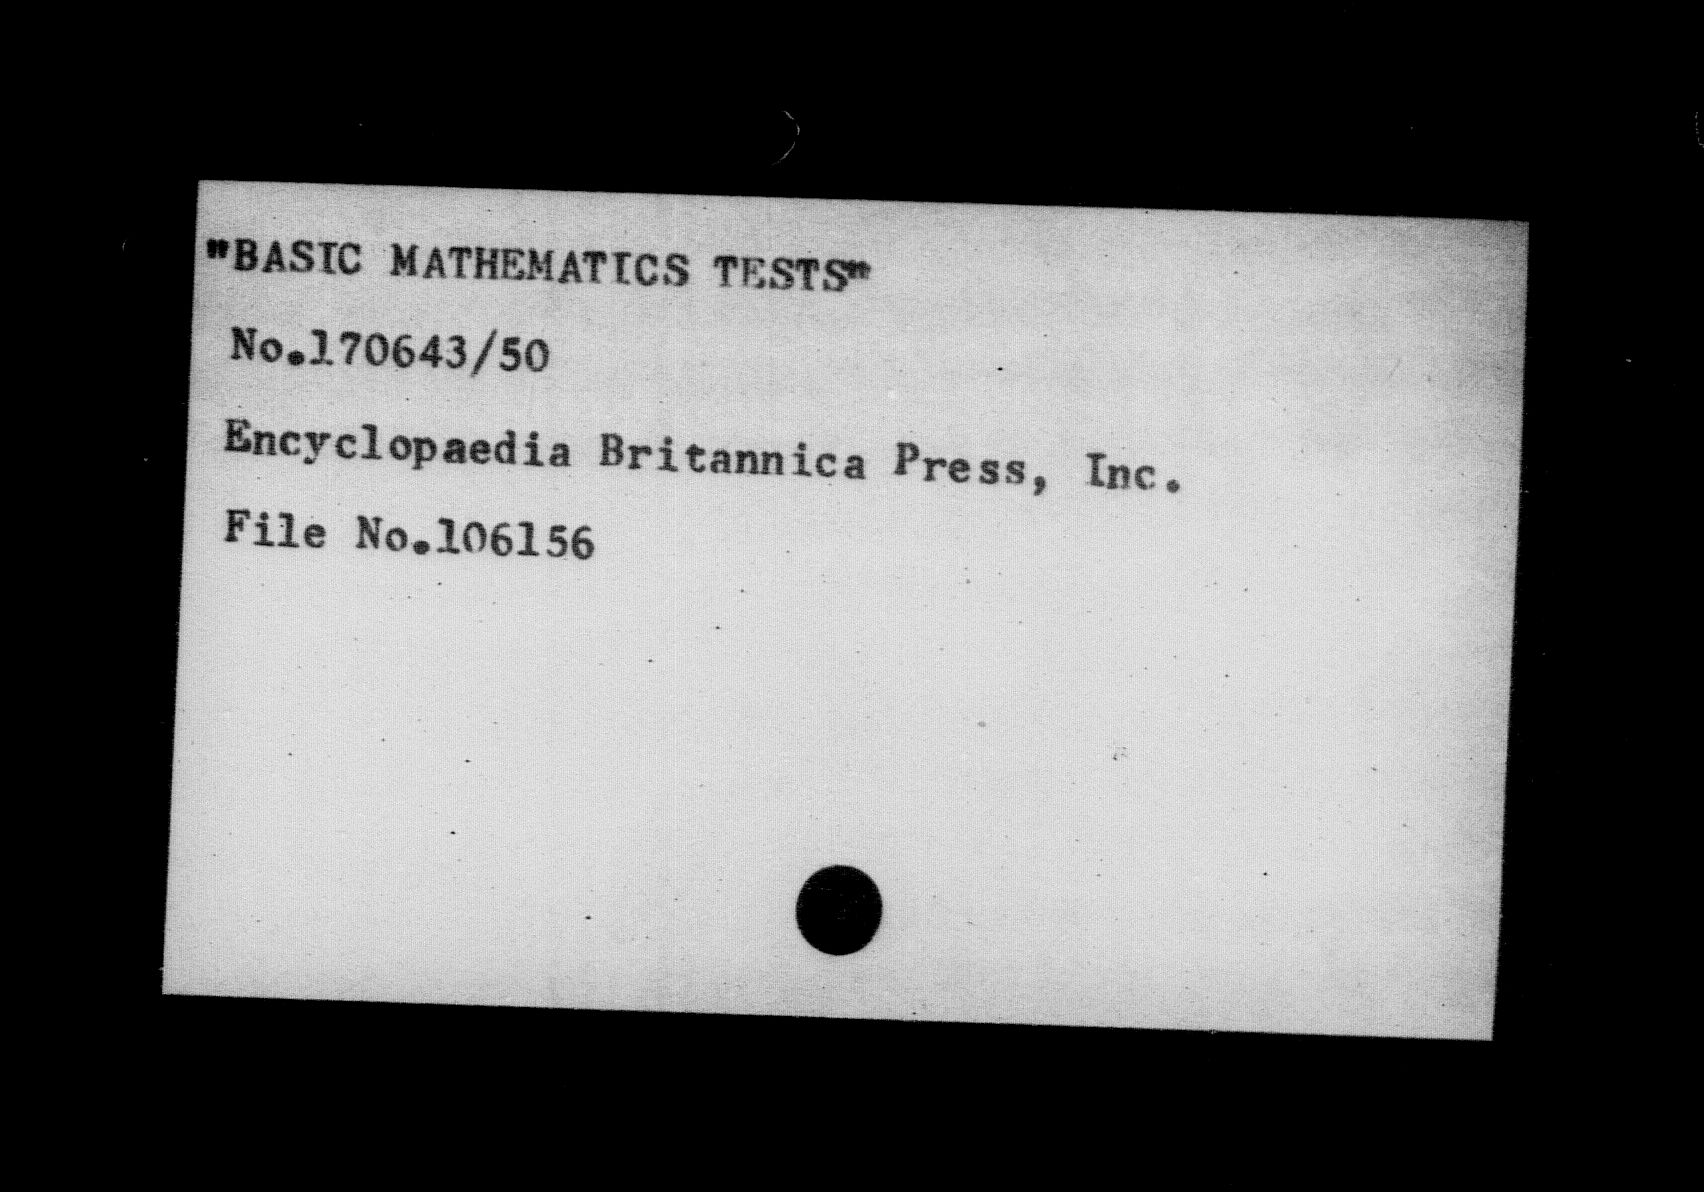 "BASIC MATHEMATICS TESTS"
No.170643/50
Encyclopaedia Britannica Press, Inc.
File No.106156